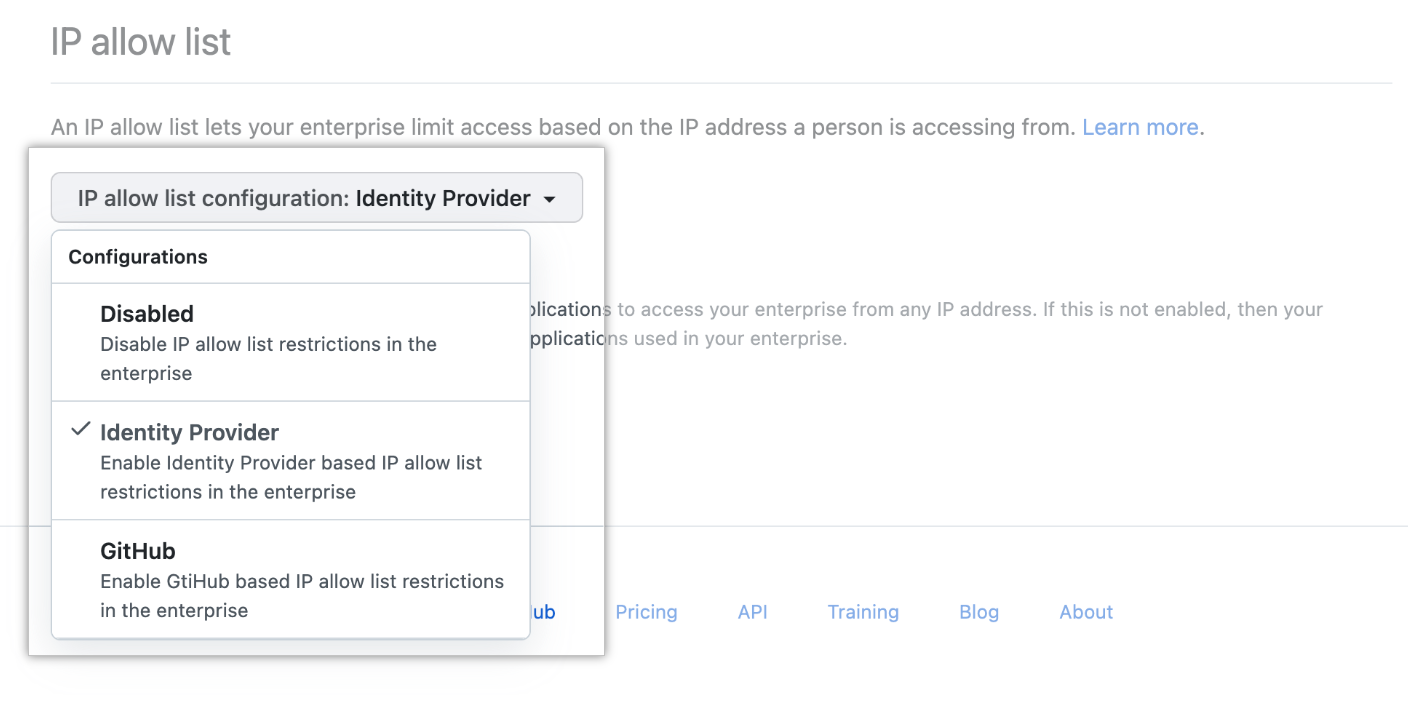 IP allow list
An IP allow list lets your enterprise limit access based on the IP address a person is accessing from. Learn more.
IP allow list configuration: Identity Provider
Configurations
Disabled
Disable IP allow list restrictions in the
enterprise
to access your enterprise from any IP address. If this is not enabled, then your
used in your enterprise.
Identity Provider
Enable Identity Provider based IP allow list
restrictions in the enterprise
GitHub
Enable GtiHub based IP allow list restrictions
in the enterprise
Pricing API Training Blog About